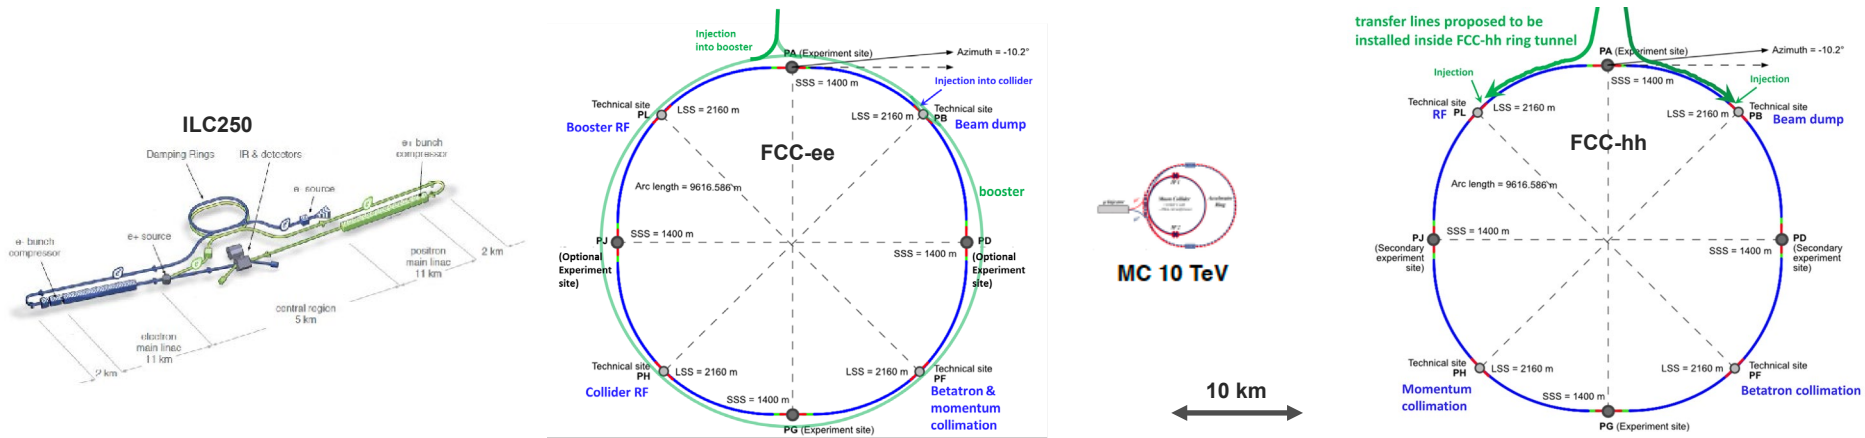 ILC250
Damping Rings
IR & detectors
e+ bunch
compressor
e- source
e+ source
e- bunch
compressor
2 km
positron
main linac
11 km
central region
5 km
electron
main linac
11 km
2 km
Injection
into booster
PA (Experiment site)
Azimuth = -10.2°
SSS = 1400 m
Injection into collider
Technical site
PL
LSS = 2160 m
Booster RF
LSS = 2160 m
Technical site
PB
Beam dump
FCC-ee
Arc length = 9616.586 m
booster
PJ
SSS = 1400 m
(Optional
Experiment
site)
SSS = 1400 m
PD
(Optional
Experiment
site)
Technical site
PH
LSS = 2160 m
Collider RF
LSS = 2160 m
Technical site
PF
Betatron &
momentum
collimation
SSS = 1400 m
PG (Experiment site)
Muon Collider
Accelerator
Ring
IP 1
IP 2
MC 10 TeV
10 km
transfer lines proposed to be
installed inside FCC-hh ring tunnel
PA (Experiment site)
Azimuth = -10.2°
SSS = 1400 m
Injection
Injection
Technical site
RF PL
LSS = 2160 m
LSS = 2160 m
Technical site
PB
Beam dump
FCC-hh
Arc length = 9616.586 m
PJ
SSS = 1400 m
(Secondary
experiment
site)
SSS = 1400 m
PD
(Secondary
experiment
site)
Technical site
PH
LSS = 2160 m
Momentum
collimation
LSS = 2160 m
Technical site
PF
Betatron collimation
SSS = 1400 m
PG (Experiment site)